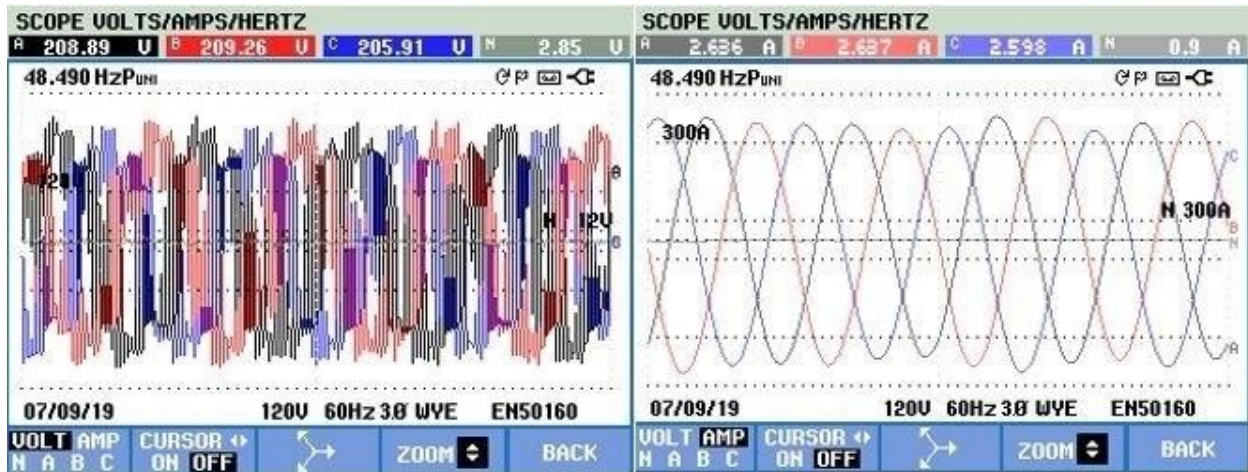 SCOPE VOLTS/AMPS/HERTZ
A 208.89 V B 209.26 V C 205.91 V N 2.85 V
48.490 HzPUNI
N 12V
A
B
07/09/19 120V 60Hz 3Ø WYE EN50160
VOLT AMP CURSOR ZOOM BACK
N A B C ON OFF
SCOPE VOLTS/AMPS/HERTZ
A 2.636 A B 2.637 A C 2.598 A N 0.9 A
48.490 HzPUNI
300A
C
N 300A
B
N
A
07/09/19 120V 60Hz 3Ø WYE EN50160
VOLT AMP CURSOR ZOOM BACK
N A B C ON OFF